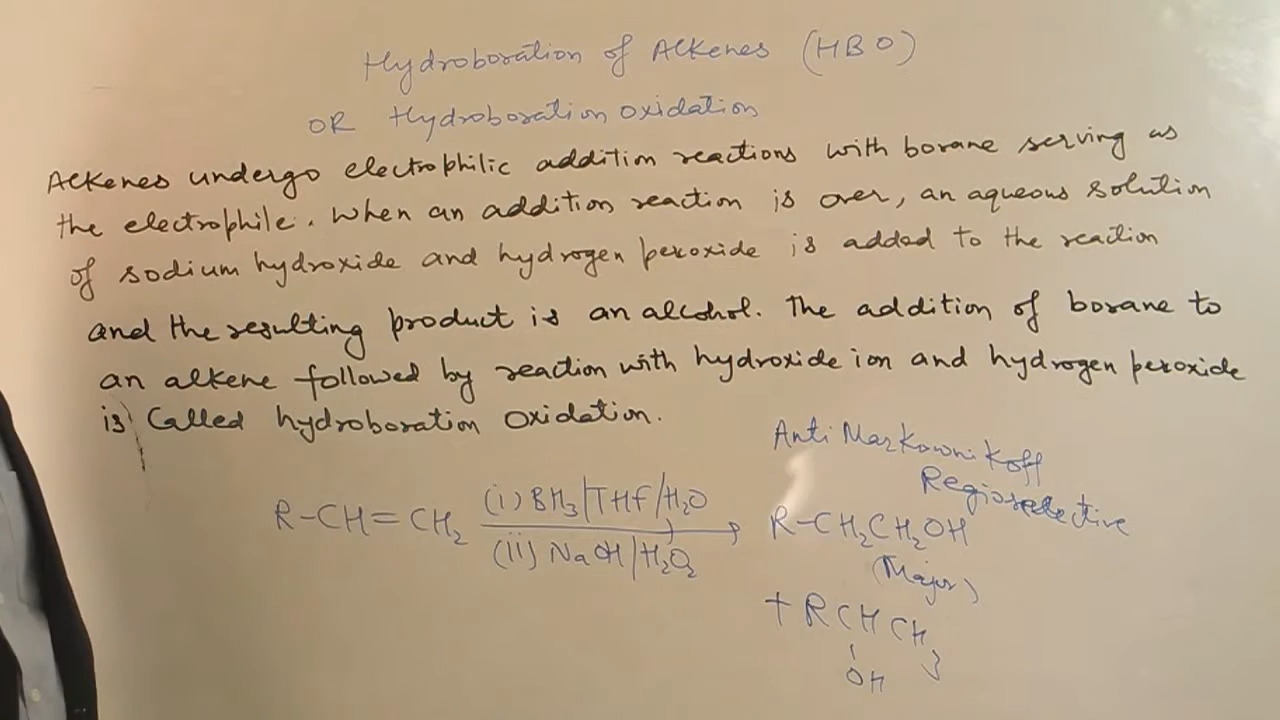 Hydroboration of Alkenes (HBO)
OR Hydroboration Oxidation
Alkenes undergo electrophilic addition reactions with borane serving as
the electrophile. When an addition reaction is over, an aqueous solution
of sodium hydroxide and hydrogen peroxide is added to the reaction
and the resulting product is an alcohol. The addition of borane to
an alkene followed by reaction with hydroxide ion and hydrogen peroxide
is Called hydroboration Oxidation.
Anti Markownikoff
Regioselective
R-CH=CH₂ (i) BH₃/THF/H₂O
(ii) NaOH/H₂O₂ → R-CH₂CH₂OH
(Major)
+ RCHCH₃
OH